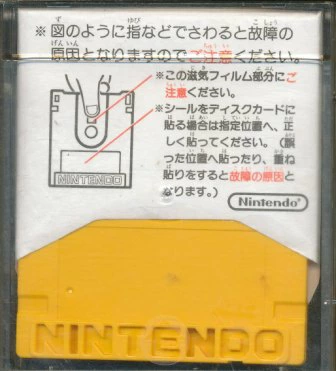 ※図のように指などでさわると故障の
原因となりますのでご注意ください。
※この滋気フィルム部分にご
注意ください。
※シールをディスクカードに
貼る場合は指定位置へ、正
しく貼ってください。(誤
った位置へ貼ったり、重ね
貼りをすると故障の原因と
なります。)
NINTENDO
Nintendo®
NINTENDO